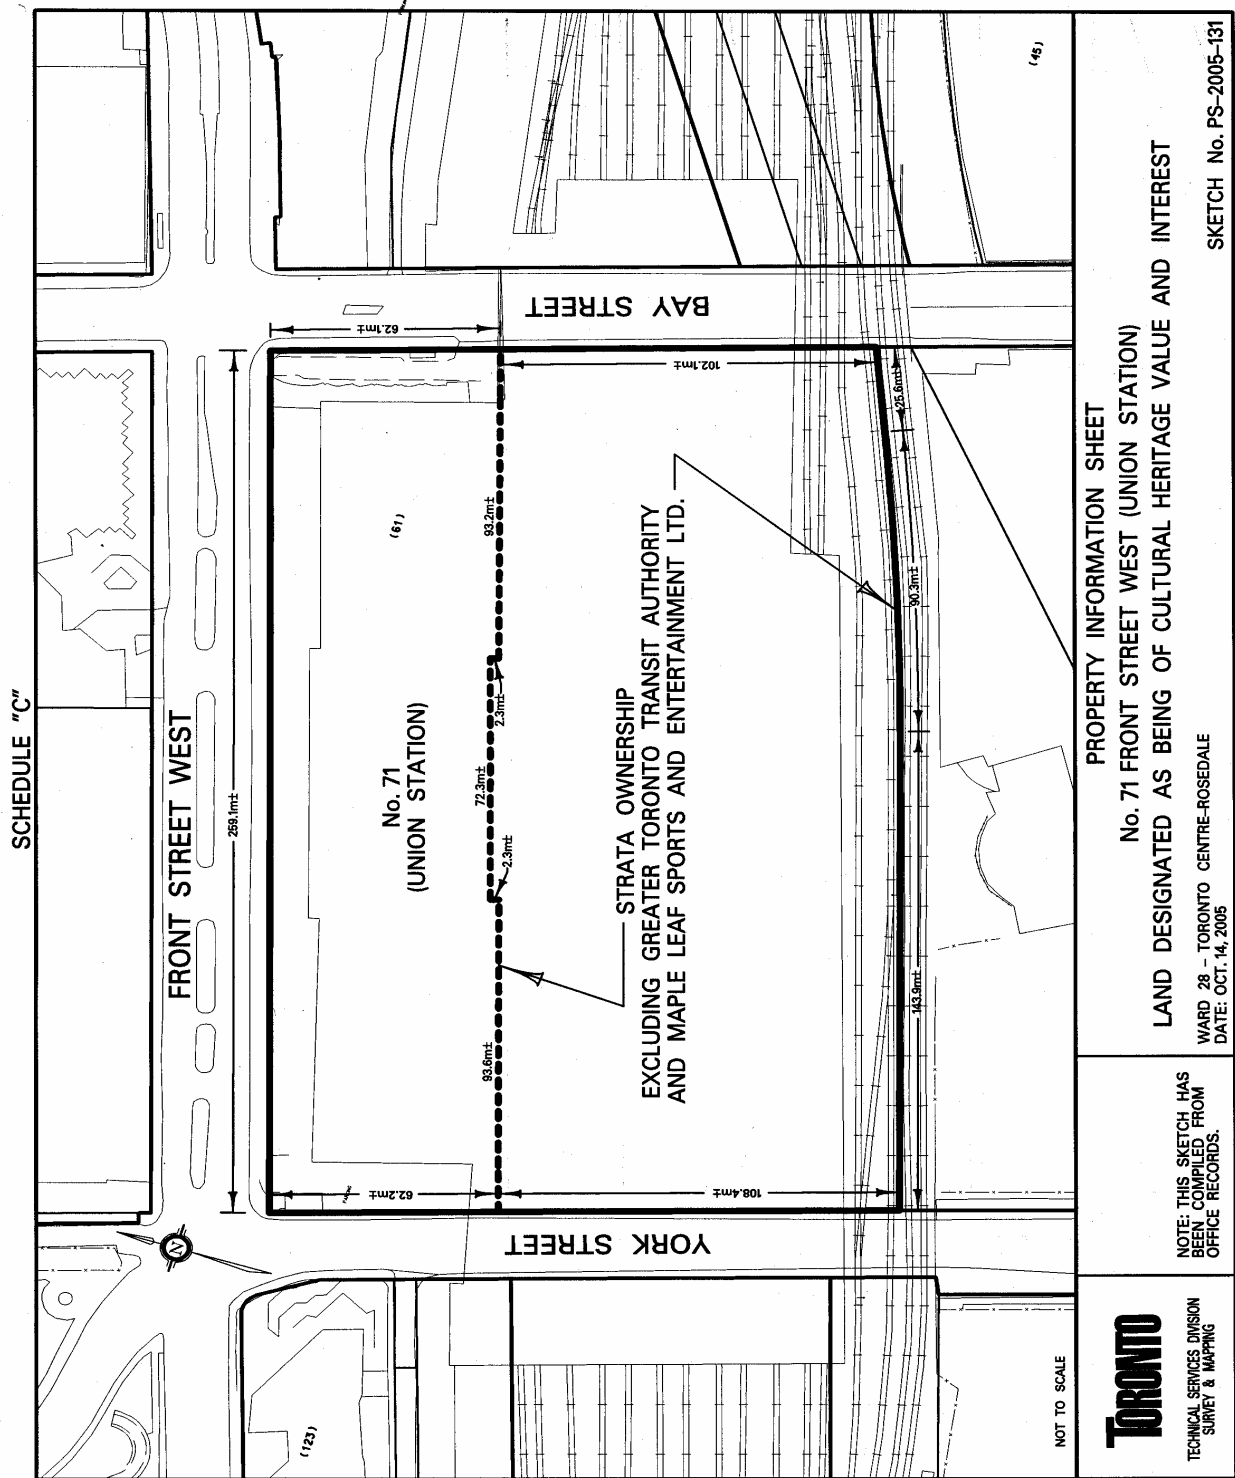 SCHEDULE "C"
FRONT STREET WEST
259.1m±
BAY STREET
62.1m±
102.1m±
(45)
(61)
No. 71
(UNION STATION)
93.6m±
2.3m±
72.3m±
2.3m±
93.2m±
STRATA OWNERSHIP
EXCLUDING GREATER TORONTO TRANSIT AUTHORITY
AND MAPLE LEAF SPORTS AND ENTERTAINMENT LTD.
62.2m±
108.4m±
143.9m±
90.3m±
25.6m±
YORK STREET
N
(123)
NOT TO SCALE
TORONTO
TECHNICAL SERVICES DIVISION
SURVEY & MAPPING
NOTE: THIS SKETCH HAS
BEEN COMPILED FROM
OFFICE RECORDS.
PROPERTY INFORMATION SHEET
No. 71 FRONT STREET WEST (UNION STATION)
LAND DESIGNATED AS BEING OF CULTURAL HERITAGE VALUE AND INTEREST
WARD 28 - TORONTO CENTRE-ROSEDALE
DATE: OCT. 14, 2005
SKETCH No. PS-2005-131